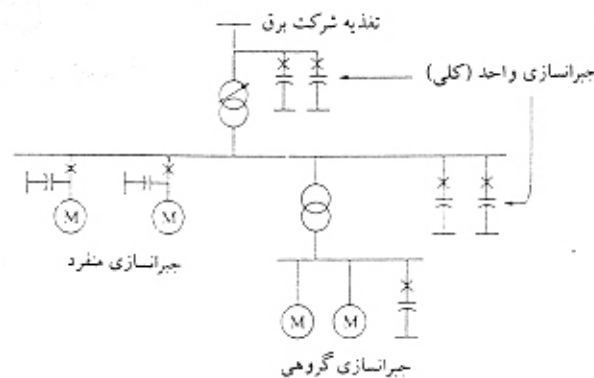 تغذیه شرکت برق
جبرانسازی واحد (کلی)
M M
جبرانسازی منفرد
M M
جبرانسازی گروهی